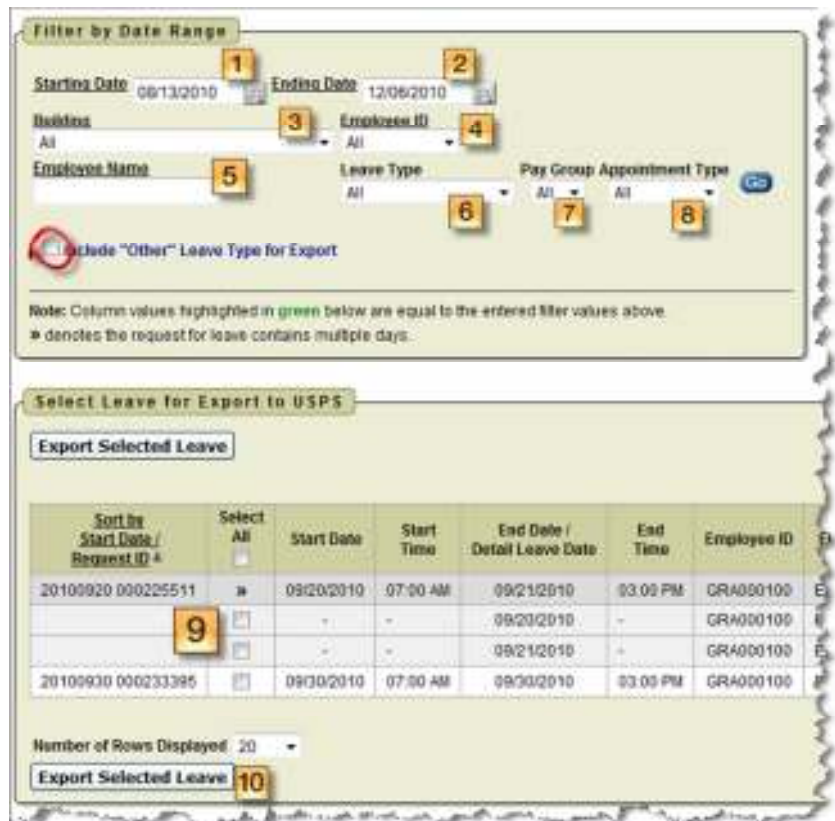 Filter by Date Range
1 2
Starting Date 08/13/2010 Ending Date 12/06/2010
Building 3 Employee ID 4
All All
Employee Name 5 Leave Type Pay Group Appointment Type Go
All 6 All 7 All 8
"Other" Leave Type for Export
Note: Column values highlighted in green below are equal to the entered filter values above.
» denotes the request for leave contains multiple days.
Select Leave for Export to USPS
Export Selected Leave
Sort by Start Date / Request ID Select All Start Date Start Time End Date / Detail Leave Date End Time Employee ID
20100920 000225511 » 09/20/2010 07:00 AM 09/21/2010 03:00 PM GRA000100
9 - - 09/20/2010 - GRA000100
- - 09/21/2010 - GRA000100
20100930 000233395 09/30/2010 07:00 AM 09/30/2010 03:00 PM GRA000100
Number of Rows Displayed 20
Export Selected Leave 10